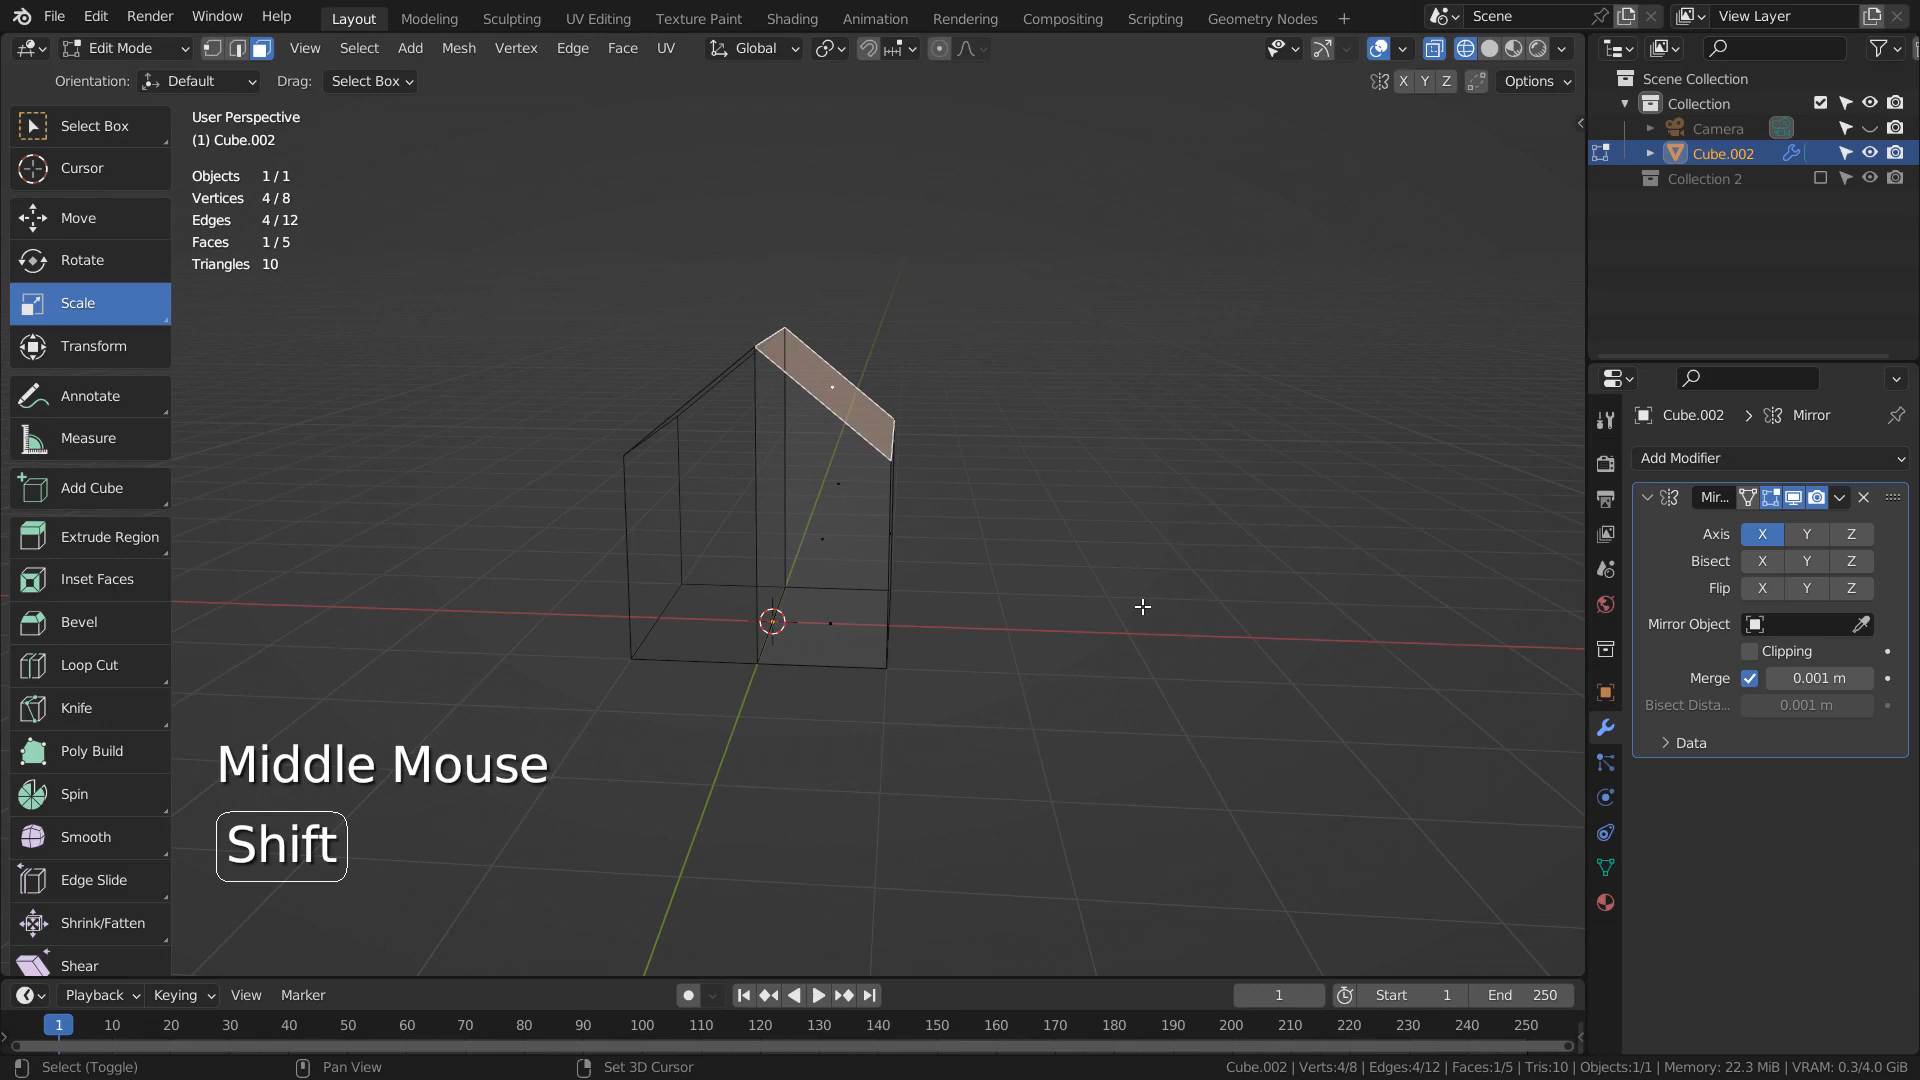 File Edit Render Window Help Layout Modeling Sculpting UV Editing Texture Paint Shading Animation Rendering Compositing Scripting Geometry Nodes + Scene View Layer
Edit Mode View Select Add Mesh Vertex Edge Face UV Global
Orientation: Default Drag: Select Box X Y Z Options
Select Box
Cursor
Move
Rotate
Scale
Transform
Annotate
Measure
Add Cube
Extrude Region
Inset Faces
Bevel
Loop Cut
Knife
Poly Build
Spin
Smooth
Edge Slide
Shrink/Fatten
Shear
User Perspective
(1) Cube.002
Objects 1 / 1
Vertices 4 / 8
Edges 4 / 12
Faces 1 / 5
Triangles 10
Middle Mouse
Shift
Scene Collection
Collection
Camera
Cube.002
Collection 2
Cube.002 > Mirror
Add Modifier
Mir...
Axis X Y Z
Bisect X Y Z
Flip X Y Z
Mirror Object
Clipping
Merge 0.001 m
Bisect Dista... 0.001 m
Data
Playback Keying View Marker 1 Start 1 End 250
1 10 20 30 40 50 60 70 80 90 100 110 120 130 140 150 160 170 180 190 200 210 220 230 240 250
Select (Toggle) Pan View Set 3D Cursor Cube.002 | Verts:4/8 | Edges:4/12 | Faces:1/5 | Tris:10 | Objects:1/1 | Memory: 22.3 MiB | VRAM: 0.3/4.0 GiB